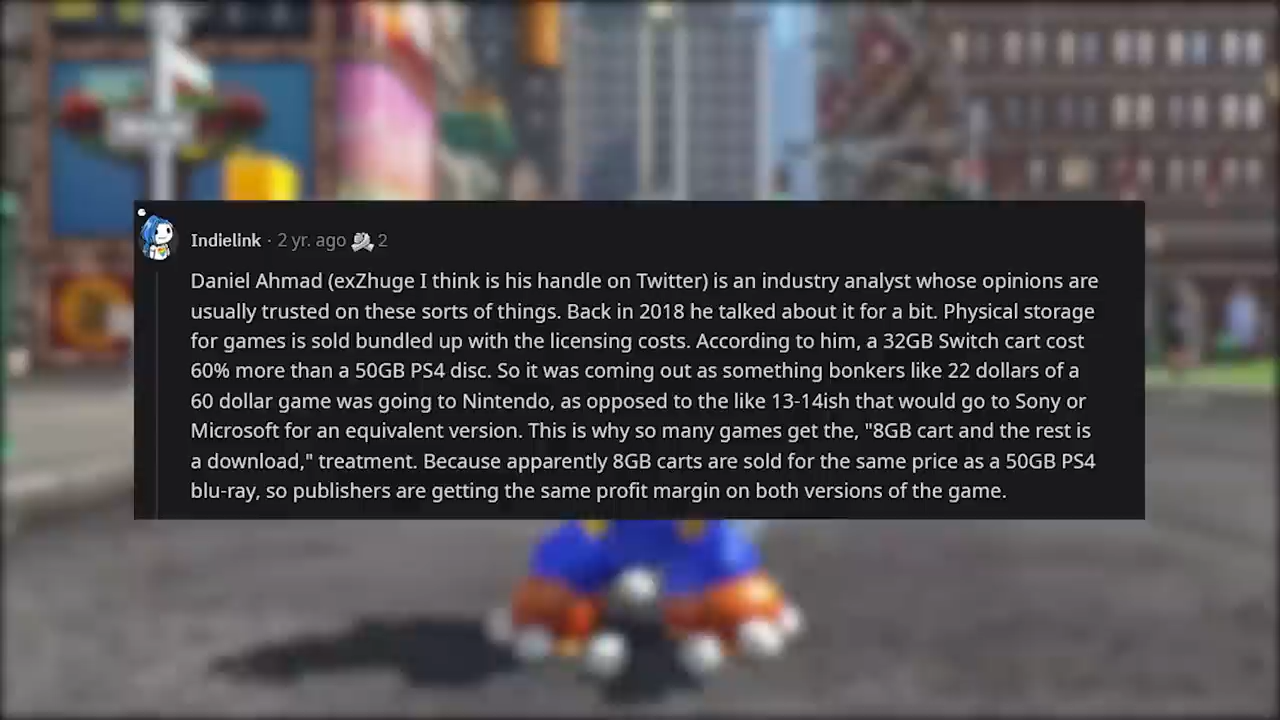 Indielink · 2 yr. ago 2
Daniel Ahmad (exZhuge I think is his handle on Twitter) is an industry analyst whose opinions are
usually trusted on these sorts of things. Back in 2018 he talked about it for a bit. Physical storage
for games is sold bundled up with the licensing costs. According to him, a 32GB Switch cart cost
60% more than a 50GB PS4 disc. So it was coming out as something bonkers like 22 dollars of a
60 dollar game was going to Nintendo, as opposed to the like 13-14ish that would go to Sony or
Microsoft for an equivalent version. This is why so many games get the, "8GB cart and the rest is
a download," treatment. Because apparently 8GB carts are sold for the same price as a 50GB PS4
blu-ray, so publishers are getting the same profit margin on both versions of the game.